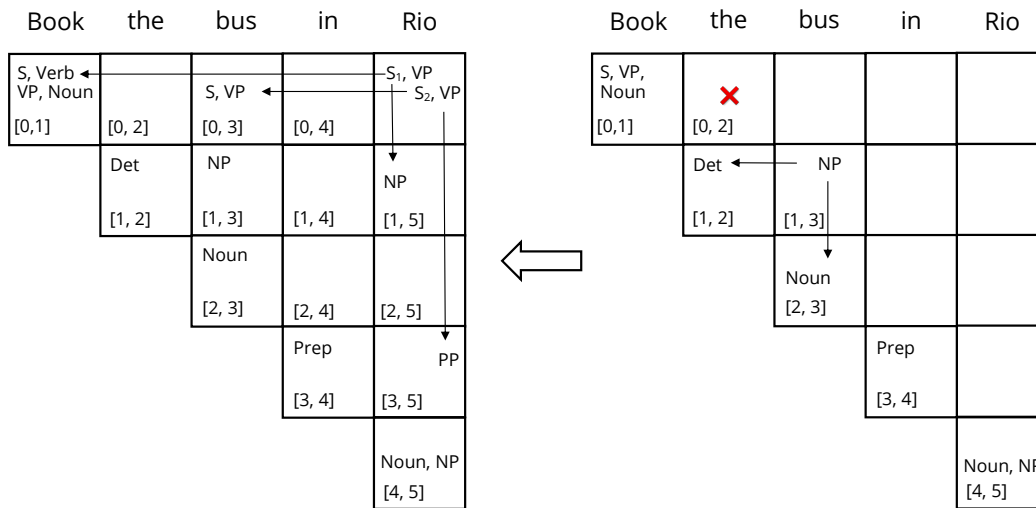 Book the bus in Rio
S, Verb
VP, Noun
[0,1]
[0, 2]
S, VP
[0, 3]
[0, 4]
S₁, VP
S₂, VP
Det
[1, 2]
NP
[1, 3]
[1, 4]
NP
[1, 5]
Noun
[2, 3]
[2, 4]
[2, 5]
Prep
[3, 4]
PP
[3, 5]
Noun, NP
[4, 5]
Book the bus in Rio
S, VP,
Noun
[0,1]
[0, 2]
Det
[1, 2]
NP
[1, 3]
Noun
[2, 3]
Prep
[3, 4]
Noun, NP
[4, 5]